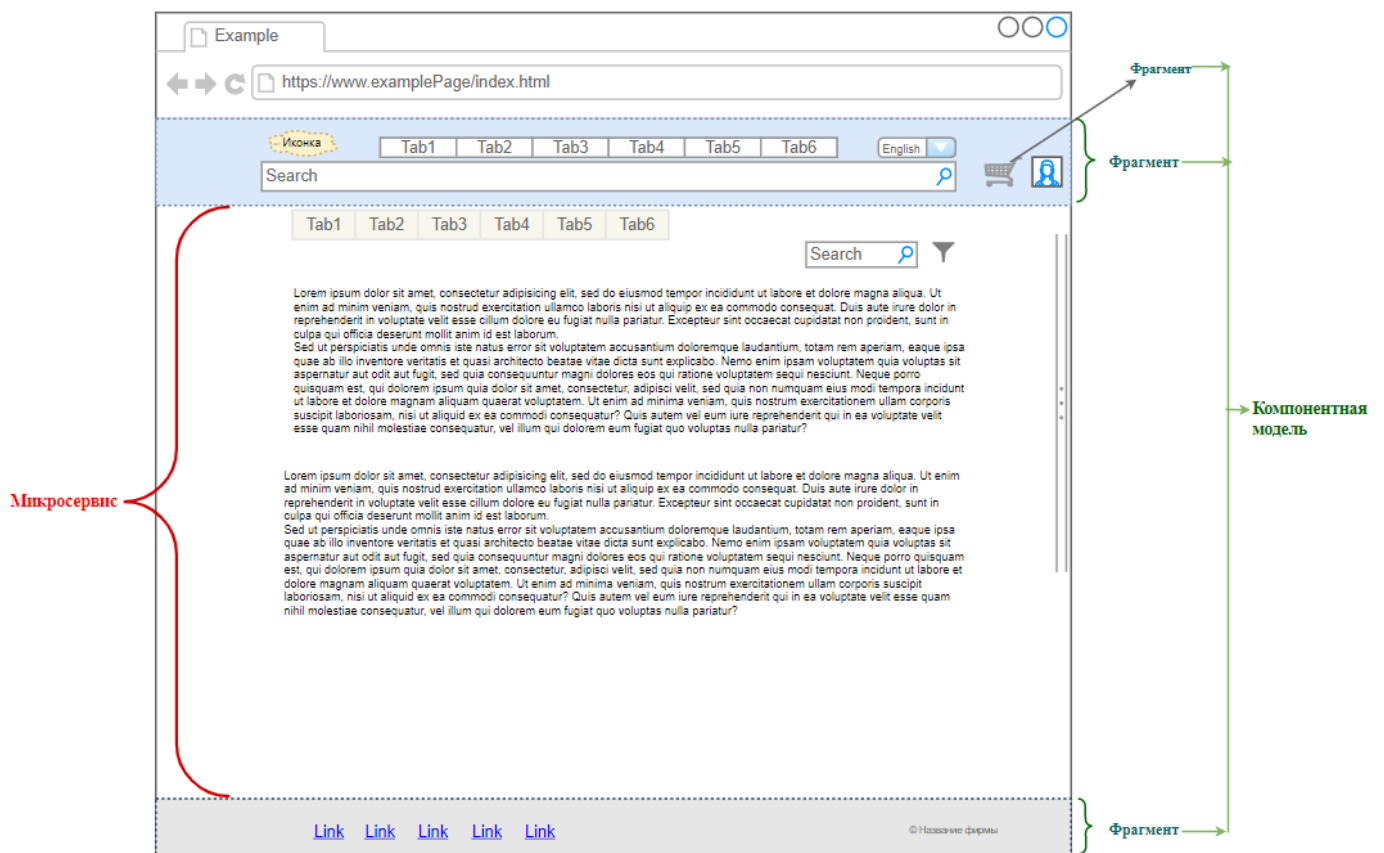 Example
https://www.examplePage/index.html
Фрагмент
Иконка
Tab1 Tab2 Tab3 Tab4 Tab5 Tab6
English
Search
Фрагмент
Tab1 Tab2 Tab3 Tab4 Tab5 Tab6
Search
Lorem ipsum dolor sit amet, consectetur adipisicing elit, sed do eiusmod tempor incididunt ut labore et dolore magna aliqua. Ut
enim ad minim veniam, quis nostrud exercitation ullamco laboris nisi ut aliquip ex ea commodo consequat. Duis aute irure dolor in
reprehenderit in voluptate velit esse cillum dolore eu fugiat nulla pariatur. Excepteur sint occaecat cupidatat non proident, sunt in
culpa qui officia deserunt mollit anim id est laborum.
Sed ut perspiciatis unde omnis iste natus error sit voluptatem accusantium doloremque laudantium, totam rem aperiam, eaque ipsa
quae ab illo inventore veritatis et quasi architecto beatae vitae dicta sunt explicabo. Nemo enim ipsam voluptatem quia voluptas sit
aspernatur aut odit aut fugit, sed quia consequuntur magni dolores eos qui ratione voluptatem sequi nesciunt. Neque porro
quisquam est, qui dolorem ipsum quia dolor sit amet, consectetur, adipisci velit, sed quia non numquam eius modi tempora incidunt
ut labore et dolore magnam aliquam quaerat voluptatem. Ut enim ad minima veniam, quis nostrum exercitationem ullam corporis
suscipit laboriosam, nisi ut aliquid ex ea commodi consequatur? Quis autem vel eum iure reprehenderit qui in ea voluptate velit
esse quam nihil molestiae consequatur, vel illum qui dolorem eum fugiat quo voluptas nulla pariatur?
Компонентная
модель
Lorem ipsum dolor sit amet, consectetur adipisicing elit, sed do eiusmod tempor incididunt ut labore et dolore magna aliqua. Ut enim
ad minim veniam, quis nostrud exercitation ullamco laboris nisi ut aliquip ex ea commodo consequat. Duis aute irure dolor in
reprehenderit in voluptate velit esse cillum dolore eu fugiat nulla pariatur. Excepteur sint occaecat cupidatat non proident, sunt in
culpa qui officia deserunt mollit anim id est laborum.
Sed ut perspiciatis unde omnis iste natus error sit voluptatem accusantium doloremque laudantium, totam rem aperiam, eaque ipsa
quae ab illo inventore veritatis et quasi architecto beatae vitae dicta sunt explicabo. Nemo enim ipsam voluptatem quia voluptas sit
aspernatur aut odit aut fugit, sed quia consequuntur magni dolores eos qui ratione voluptatem sequi nesciunt. Neque porro quisquam
est, qui dolorem ipsum quia dolor sit amet, consectetur, adipisci velit, sed quia non numquam eius modi tempora incidunt ut labore et
dolore magnam aliquam quaerat voluptatem. Ut enim ad minima veniam, quis nostrum exercitationem ullam corporis suscipit
laboriosam, nisi ut aliquid ex ea commodi consequatur? Quis autem vel eum iure reprehenderit qui in ea voluptate velit esse quam
nihil molestiae consequatur, vel illum qui dolorem eum fugiat quo voluptas nulla pariatur?
Микросервис
Link Link Link Link Link
© Название фирмы
Фрагмент